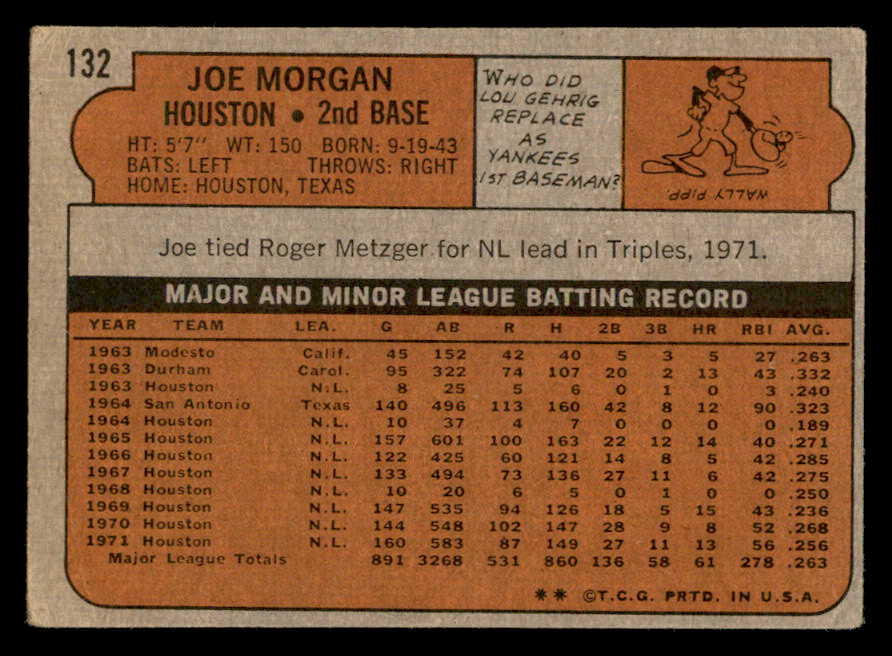 132
JOE MORGAN
HOUSTON • 2nd BASE
HT: 5'7" WT: 150 BORN: 9-19-43
BATS: LEFT THROWS: RIGHT
HOME: HOUSTON, TEXAS
WHO DID
LOU GEHRIG
REPLACE
AS
YANKEES
1ST BASEMAN?
WALLY PIPP.
Joe tied Roger Metzger for NL lead in Triples, 1971.
MAJOR AND MINOR LEAGUE BATTING RECORD
YEAR TEAM LEA. G AB R H 2B 3B HR RBI AVG.
1963 Modesto Calif. 45 152 42 40 5 3 5 27 .263
1963 Durham Carol. 95 322 74 107 20 2 13 43 .332
1963 Houston N.L. 8 25 5 6 0 1 0 3 .240
1964 San Antonio Texas 140 496 113 160 42 8 12 90 .323
1964 Houston N.L. 10 37 4 7 0 0 0 0 .189
1965 Houston N.L. 157 601 100 163 22 12 14 40 .271
1966 Houston N.L. 122 425 60 121 14 8 5 42 .285
1967 Houston N.L. 133 494 73 136 27 11 6 42 .275
1968 Houston N.L. 10 20 6 5 0 1 0 0 .250
1969 Houston N.L. 147 535 94 126 18 5 15 43 .236
1970 Houston N.L. 144 548 102 147 28 9 8 52 .268
1971 Houston N.L. 160 583 87 149 27 11 13 56 .256
Major League Totals 891 3268 531 860 136 58 61 278 .263
** ©T.C.G. PRTD. IN U.S.A.